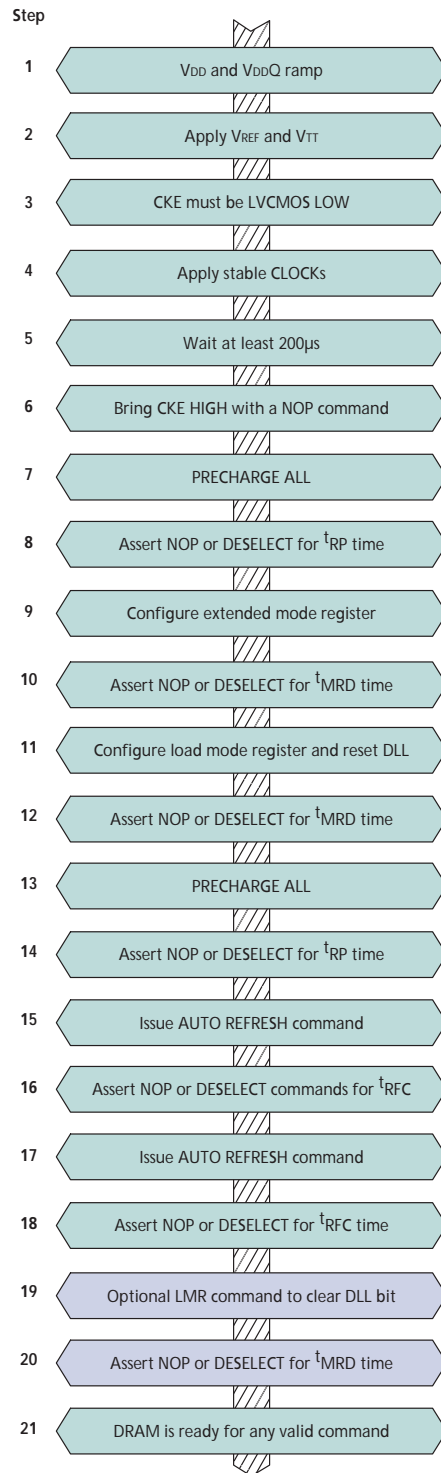 Step
1 VDD and VDDQ ramp
2 Apply VREF and VTT
3 CKE must be LVCMOS LOW
4 Apply stable CLOCKs
5 Wait at least 200µs
6 Bring CKE HIGH with a NOP command
7 PRECHARGE ALL
8 Assert NOP or DESELECT for tRP time
9 Configure extended mode register
10 Assert NOP or DESELECT for tMRD time
11 Configure load mode register and reset DLL
12 Assert NOP or DESELECT for tMRD time
13 PRECHARGE ALL
14 Assert NOP or DESELECT for tRP time
15 Issue AUTO REFRESH command
16 Assert NOP or DESELECT commands for tRFC
17 Issue AUTO REFRESH command
18 Assert NOP or DESELECT for tRFC time
19 Optional LMR command to clear DLL bit
20 Assert NOP or DESELECT for tMRD time
21 DRAM is ready for any valid command